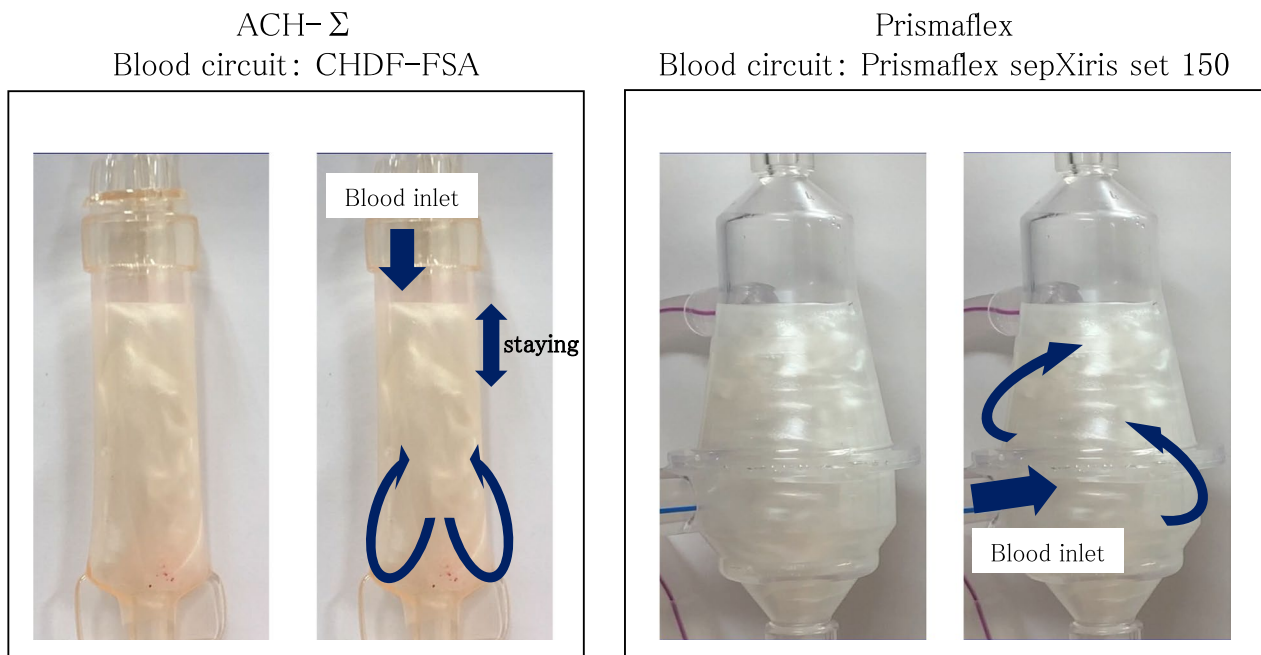 ACH-Σ
Blood circuit: CHDF-FSA
Prismaflex
Blood circuit: Prismaflex sepXiris set 150
Blood inlet
staying
Blood inlet